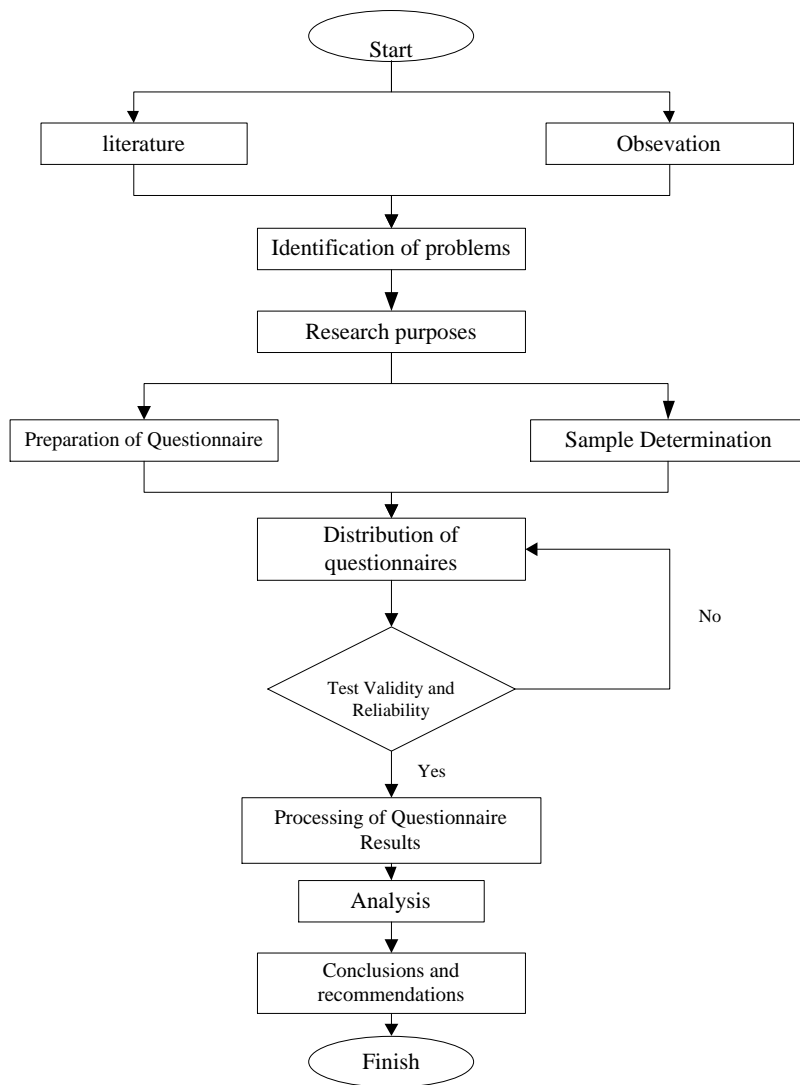 Start
literature
Obsevation
Identification of problems
Research purposes
Preparation of Questionnaire
Sample Determination
Distribution of
questionnaires
No
Test Validity and
Reliability
Yes
Processing of Questionnaire
Results
Analysis
Conclusions and
recommendations
Finish